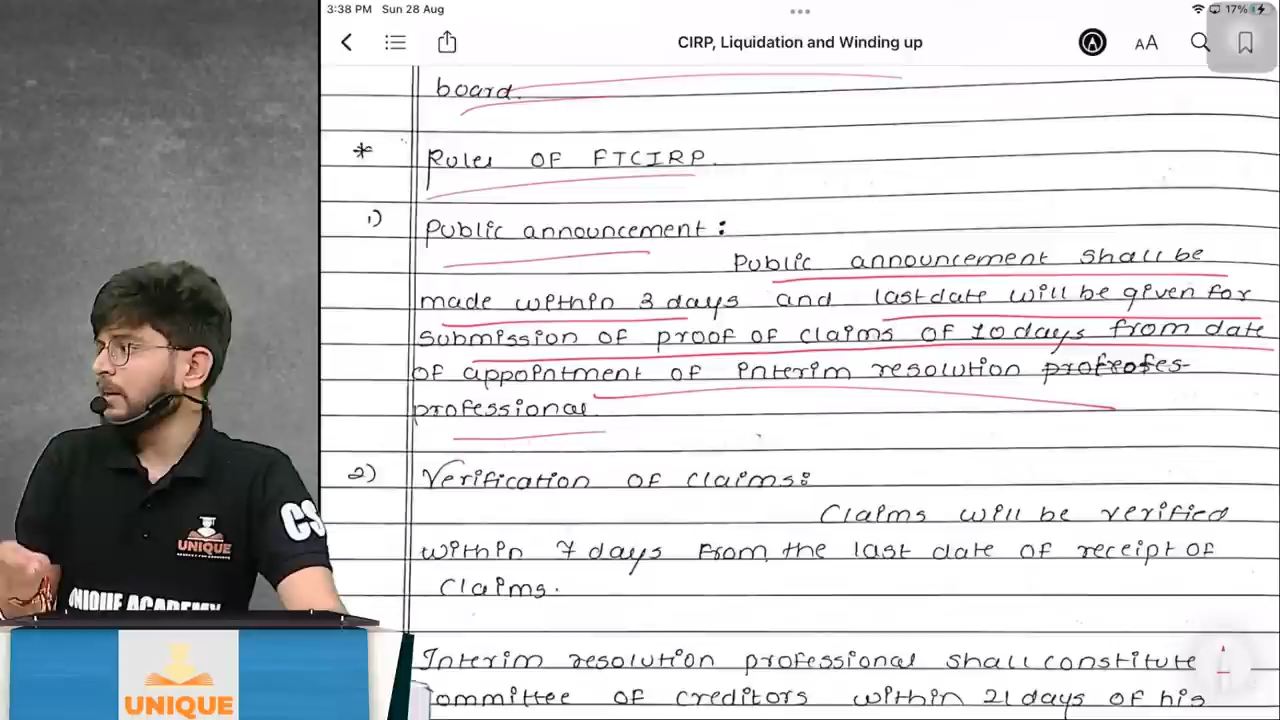 3:38 PM Sun 28 Aug
17%
CIRP, Liquidation and Winding up
AA
board.
* Rules OF FTCIRP.
1) Public announcement :
Public announcement shall be
made within 3 days and last date will be given for
submission of proof of claims of 10 days from date
of appointment of interim resolution
professional
2) Verification of claims:
Claims will be verified
within 7 days from the last date of receipt of
claims.
Interim resolution professional shall constitute
committee of creditors within 21 days of his
CS
UNIQUE
UNIQUE ACADEMY
UNIQUE